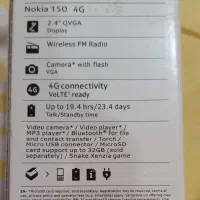 Nokia 150 4G
2.4" QVGA
Display
Wireless FM Radio
Camera* with flash
VGA
4G
4G connectivity
VoLTE* ready
Up to 19.4 hrs/23.4 days
Talk/Standby time
Video camera* / Video player* /
MP3 player* / Bluetooth® for file
and contact transfer / Torch /
Micro USB connector / MicroSD
card support up to 32GB (sold
separately) / Snake Xenzia game